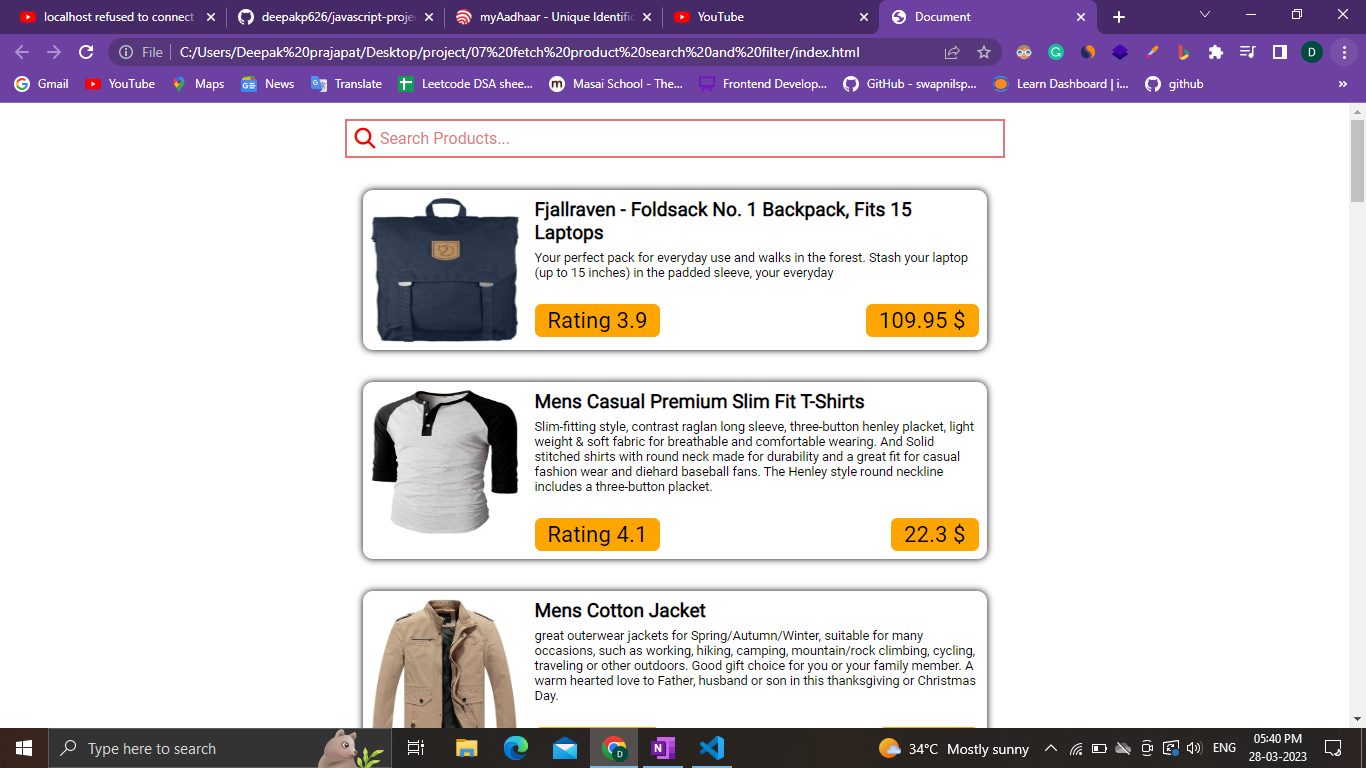 localhost refused to connect
deepakp626/javascript-proje
myAadhaar - Unique Identific
YouTube
Document
File
C:/Users/Deepak%20prajapat/Desktop/project/07%20fetch%20product%20search%20and%20filter/index.html
D
Gmail
YouTube
Maps
News
Translate
Leetcode DSA shee...
Masai School - The...
Frontend Develop...
GitHub - swapnilsp...
Learn Dashboard | i...
github
»
Search Products...
Fjallraven - Foldsack No. 1 Backpack, Fits 15
Laptops
Your perfect pack for everyday use and walks in the forest. Stash your laptop
(up to 15 inches) in the padded sleeve, your everyday
Rating 3.9
109.95 $
Mens Casual Premium Slim Fit T-Shirts
Slim-fitting style, contrast raglan long sleeve, three-button henley placket, light
weight & soft fabric for breathable and comfortable wearing. And Solid
stitched shirts with round neck made for durability and a great fit for casual
fashion wear and diehard baseball fans. The Henley style round neckline
includes a three-button placket.
Rating 4.1
22.3 $
Mens Cotton Jacket
great outerwear jackets for Spring/Autumn/Winter, suitable for many
occasions, such as working, hiking, camping, mountain/rock climbing, cycling,
traveling or other outdoors. Good gift choice for you or your family member. A
warm hearted love to Father, husband or son in this thanksgiving or Christmas
Day.
Type here to search
34°C Mostly sunny
ENG
05:40 PM
28-03-2023